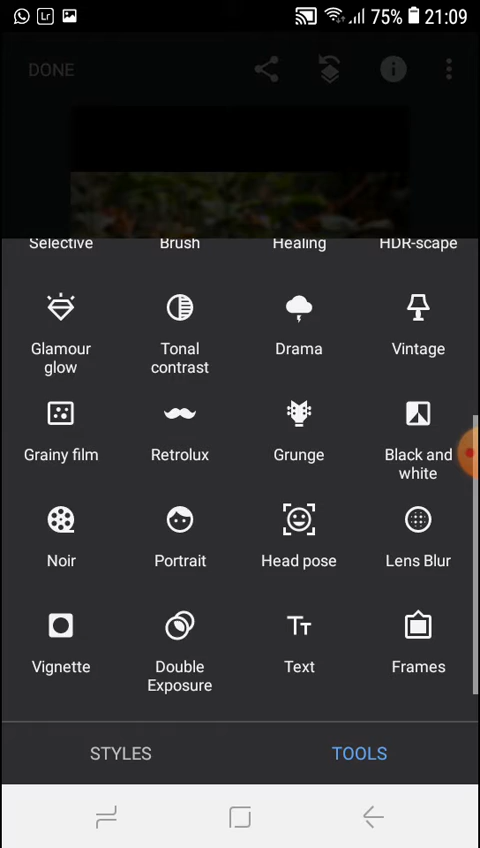 Lr 75% 21:09
DONE
Selective Brush Healing HDR-scape
Glamour glow Tonal contrast Drama Vintage
Grainy film Retrolux Grunge Black and white
Noir Portrait Head pose Lens Blur
Vignette Double Exposure Text Frames
STYLES TOOLS